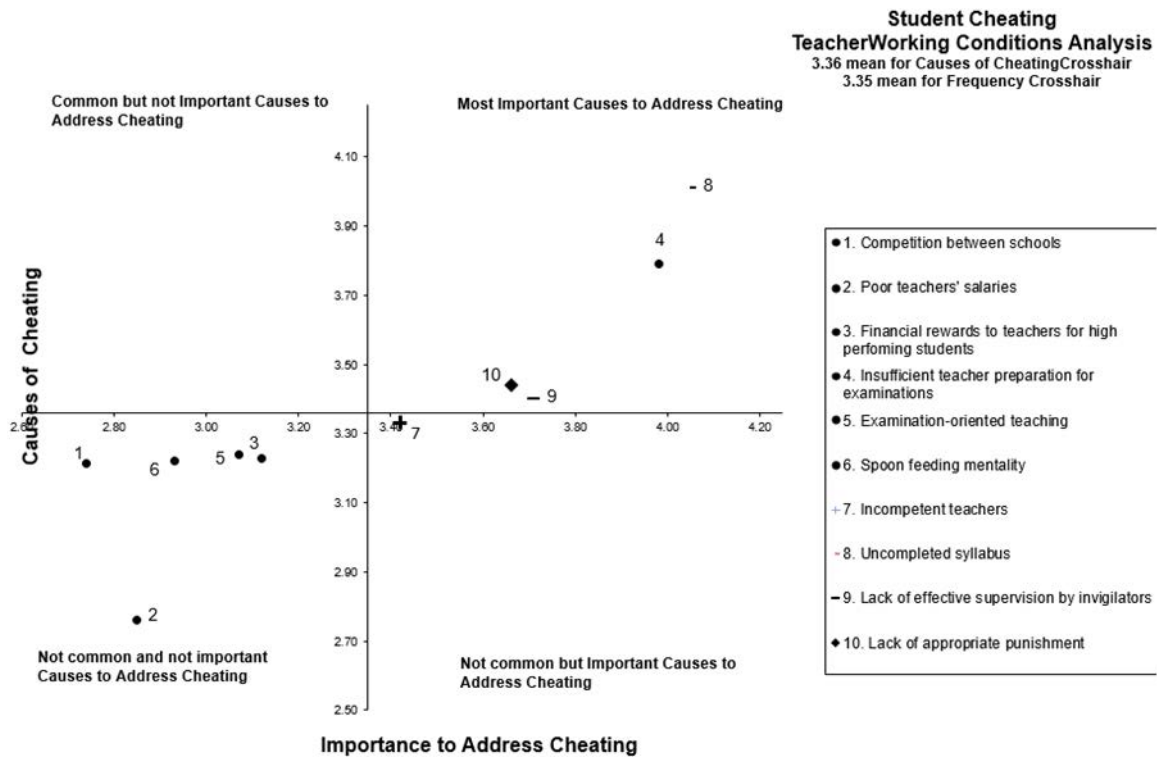 Student Cheating
TeacherWorking Conditions Analysis
3.36 mean for Causes of CheatingCrosshair
3.35 mean for Frequency Crosshair
Common but not Important Causes to
Address Cheating
Most Important Causes to Address Cheating
4.10
8
3.90
4
3.70
3.50
10
9
2.60
2.80
3.00
3.20
3.40
3.60
3.80
4.00
4.20
3.30
7
1
6
5
3
3.10
2.90
2
2.70
2.50
Causes of Cheating
Not common and not important
Causes to Address Cheating
Not common but Important Causes to
Address Cheating
Importance to Address Cheating
1. Competition between schools
2. Poor teachers' salaries
3. Financial rewards to teachers for high
perfoming students
4. Insufficient teacher preparation for
examinations
5. Examination-oriented teaching
6. Spoon feeding mentality
7. Incompetent teachers
8. Uncompleted syllabus
9. Lack of effective supervision by invigilators
10. Lack of appropriate punishment